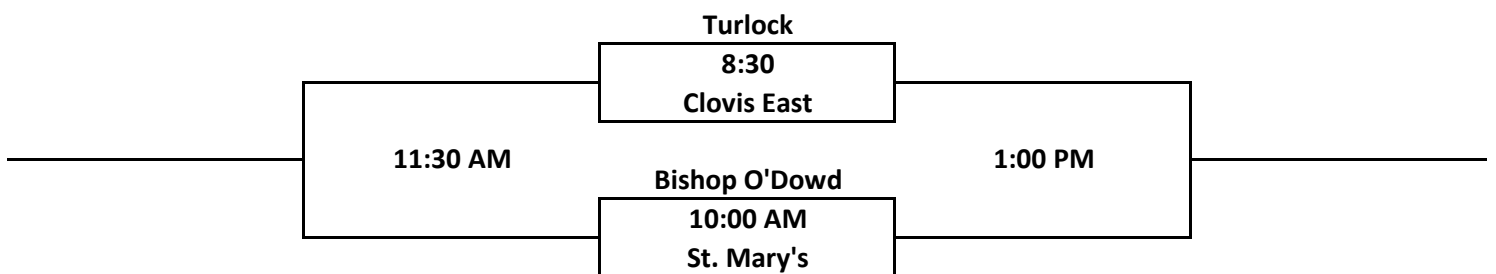 Turlock
8:30
Clovis East
11:30 AM
1:00 PM
Bishop O'Dowd
10:00 AM
St. Mary's